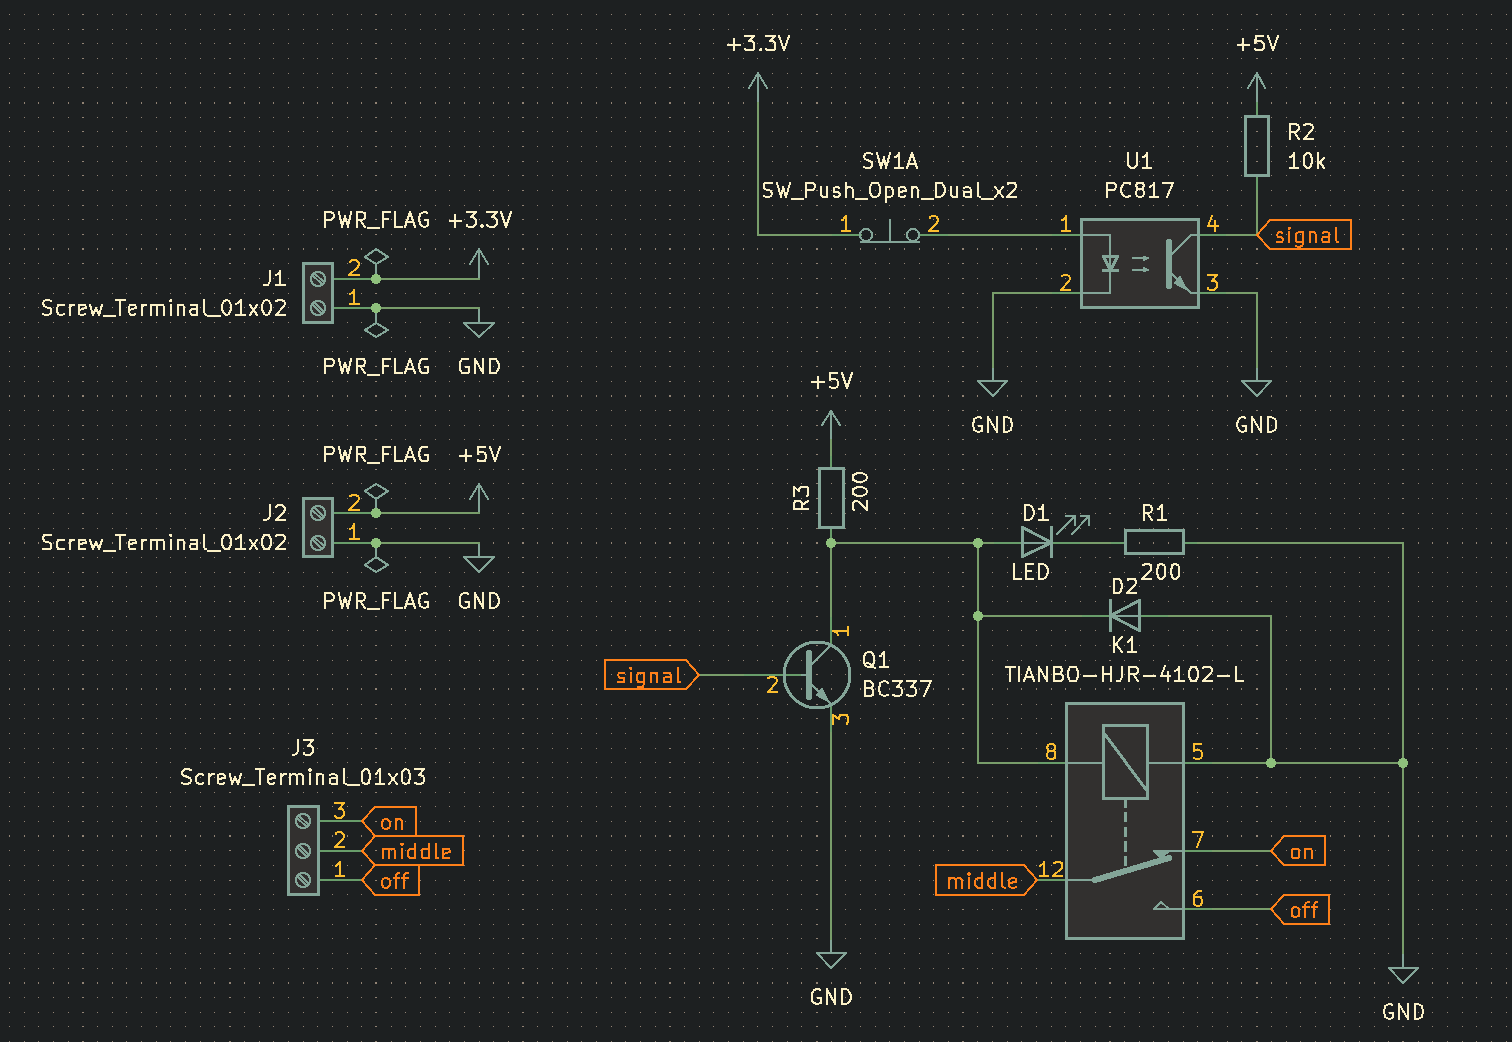 +3.3V
+5V
R2
10k
SW1A
SW_Push_Open_Dual_x2
1
2
U1
PC817
1
2
4
3
signal
GND
GND
PWR_FLAG
+3.3V
J1
Screw_Terminal_01x02
2
1
PWR_FLAG
GND
PWR_FLAG
+5V
J2
Screw_Terminal_01x02
2
1
PWR_FLAG
GND
J3
Screw_Terminal_01x03
3
2
1
on
middle
off
+5V
R3
200
signal
2
1
3
Q1
BC337
GND
D1
LED
R1
200
D2
K1
TIANBO-HJR-4102-L
8
5
7
on
middle
12
6
off
GND